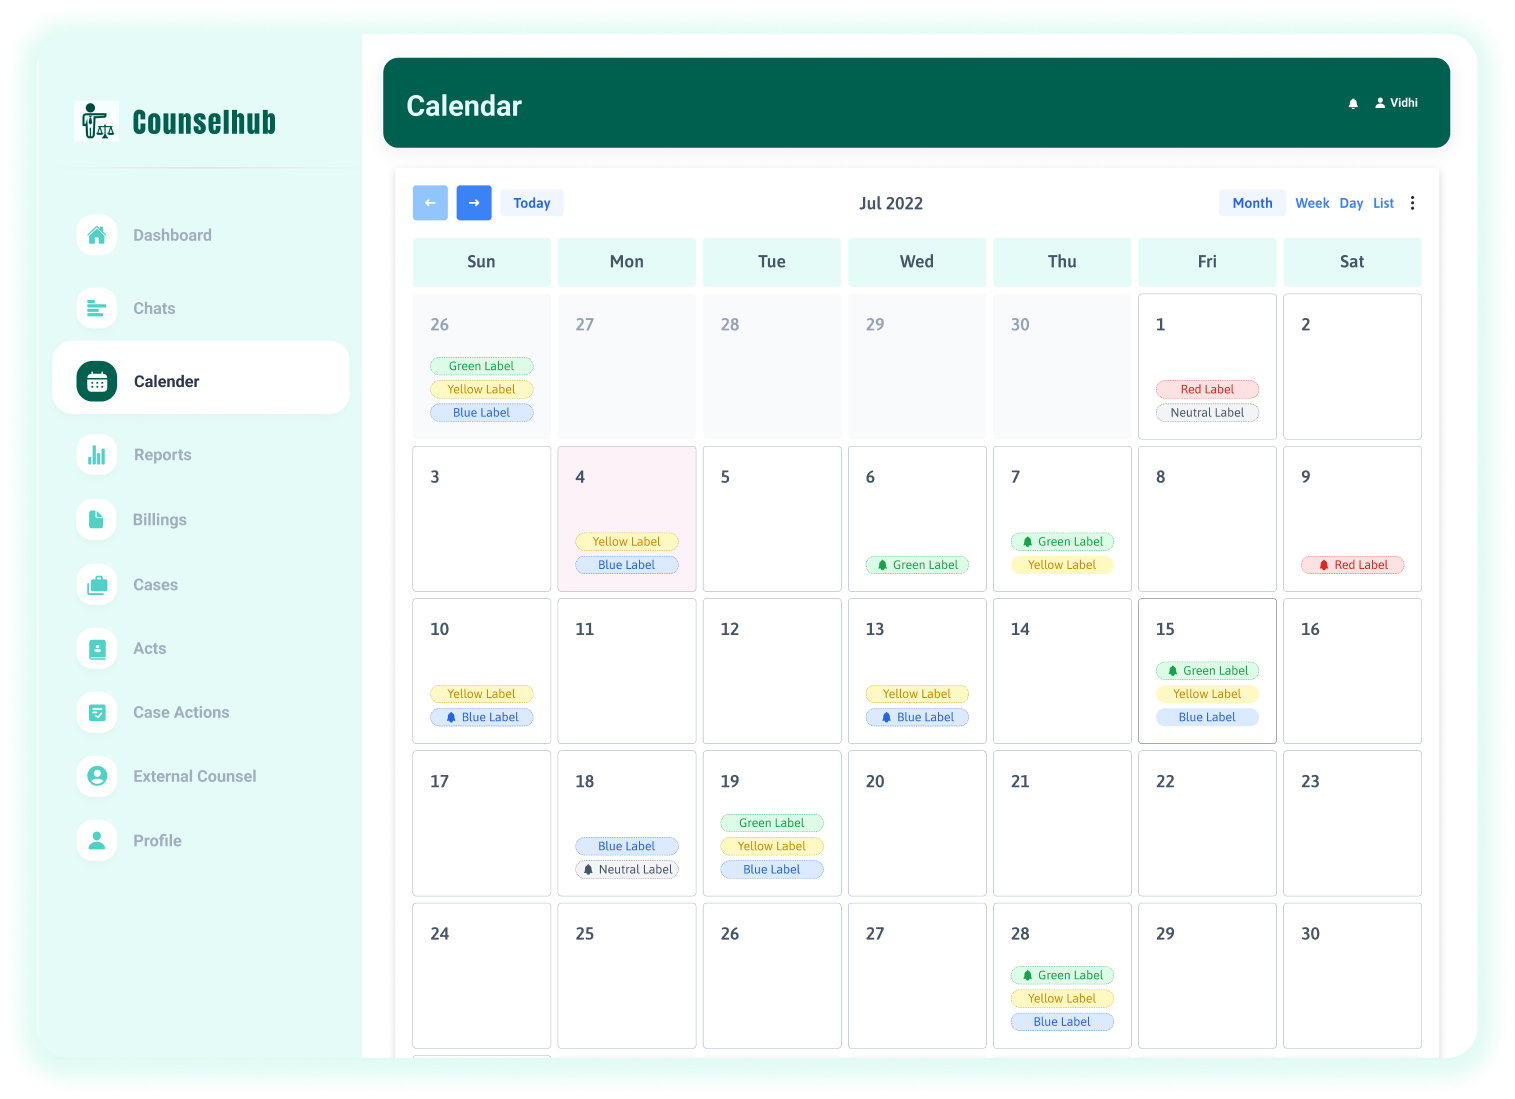 Counselhub
Dashboard
Chats
Calender
Reports
Billings
Cases
Acts
Case Actions
External Counsel
Profile
Calendar
Vidhi
Today
Jul 2022
Month Week Day List
Sun Mon Tue Wed Thu Fri Sat
26 27 28 29 30 1 2
Green Label
Yellow Label Red Label
Blue Label Neutral Label
3 4 5 6 7 8 9
Yellow Label Green Label
Blue Label Green Label Yellow Label Red Label
10 11 12 13 14 15 16
Green Label
Yellow Label Yellow Label Yellow Label
Blue Label Blue Label Blue Label
17 18 19 20 21 22 23
Green Label
Blue Label Yellow Label
Neutral Label Blue Label
24 25 26 27 28 29 30
Green Label
Yellow Label
Blue Label